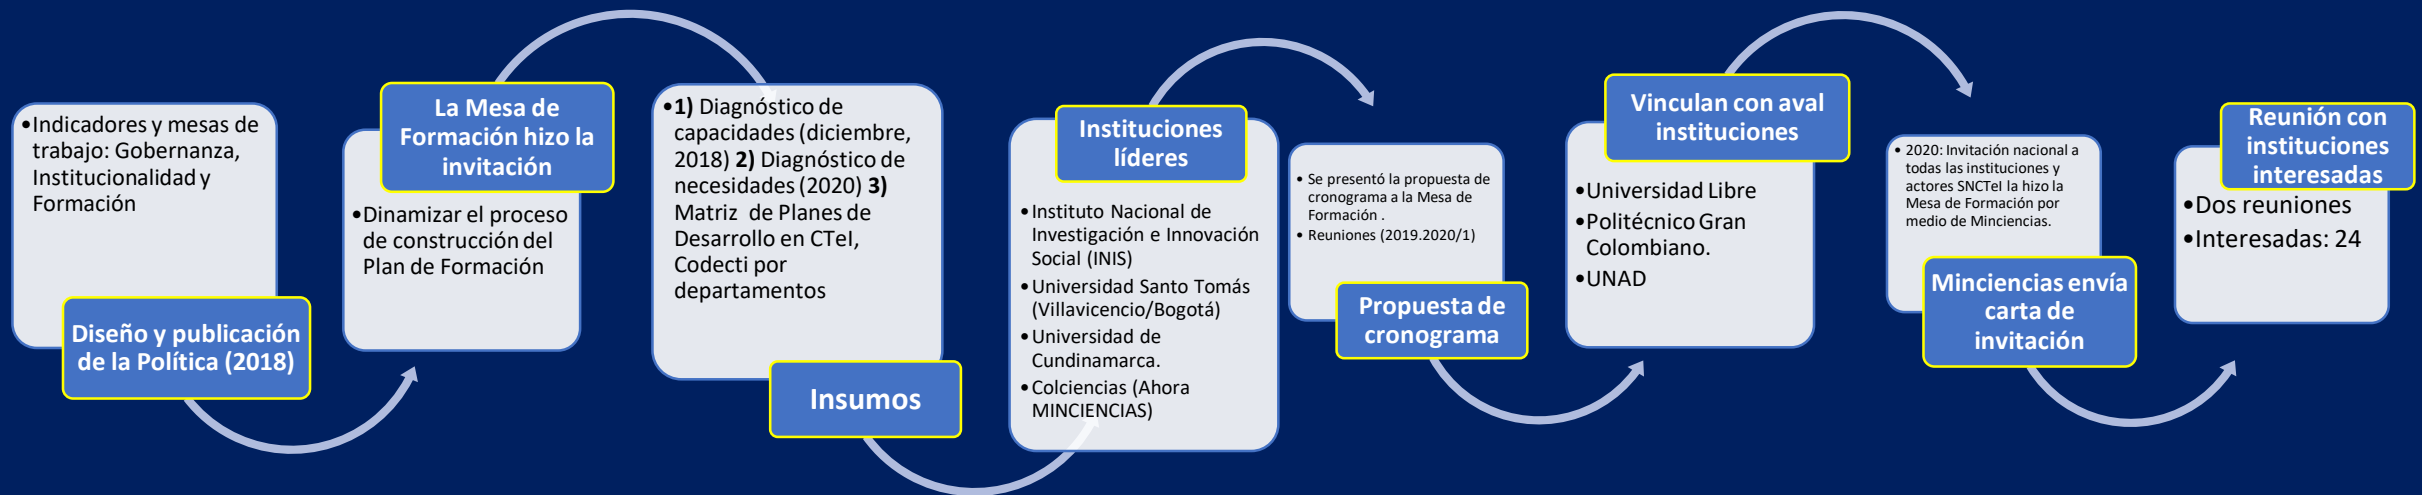 •Indicadores y mesas de
trabajo: Gobernanza,
Institucionalidad y
Formación
Diseño y publicación
de la Política (2018)
La Mesa de
Formación hizo la
invitación
•Dinamizar el proceso
de construcción del
Plan de Formación
•1) Diagnóstico de
capacidades (diciembre,
2018) 2) Diagnóstico de
necesidades (2020) 3)
Matriz de Planes de
Desarrollo en CTeI,
Codecti por
departamentos
Insumos
Instituciones
líderes
•Instituto Nacional de
Investigación e Innovación
Social (INIS)
•Universidad Santo Tomás
(Villavicencio/Bogotá)
•Universidad de
Cundinamarca.
•Colciencias (Ahora
MINCIENCIAS)
• Se presentó la propuesta de
cronograma a la Mesa de
Formación .
• Reuniones (2019.2020/1)
Propuesta de
cronograma
Vinculan con aval
instituciones
•Universidad Libre
•Politécnico Gran
Colombiano.
•UNAD
• 2020: Invitación nacional a
todas las instituciones y
actores SNCTeI la hizo la
Mesa de Formación por
medio de Minciencias.
Minciencias envía
carta de
invitación
Reunión con
instituciones
interesadas
•Dos reuniones
•Interesadas: 24